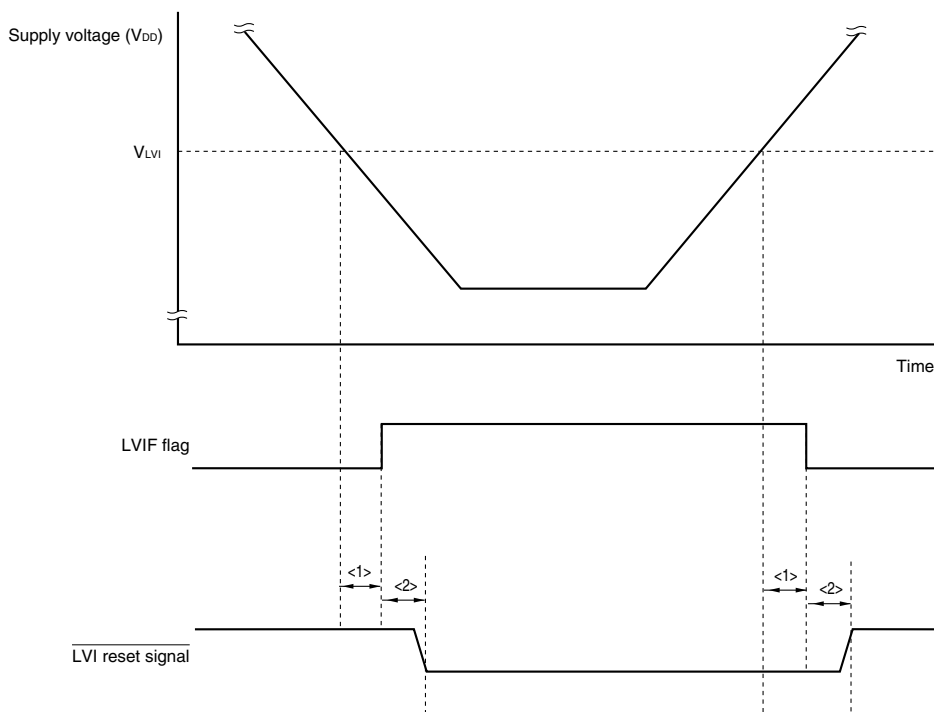 Supply voltage (VDD)
VLVI
Time
LVIF flag
<1>
<2>
<1>
<2>
LVI reset signal